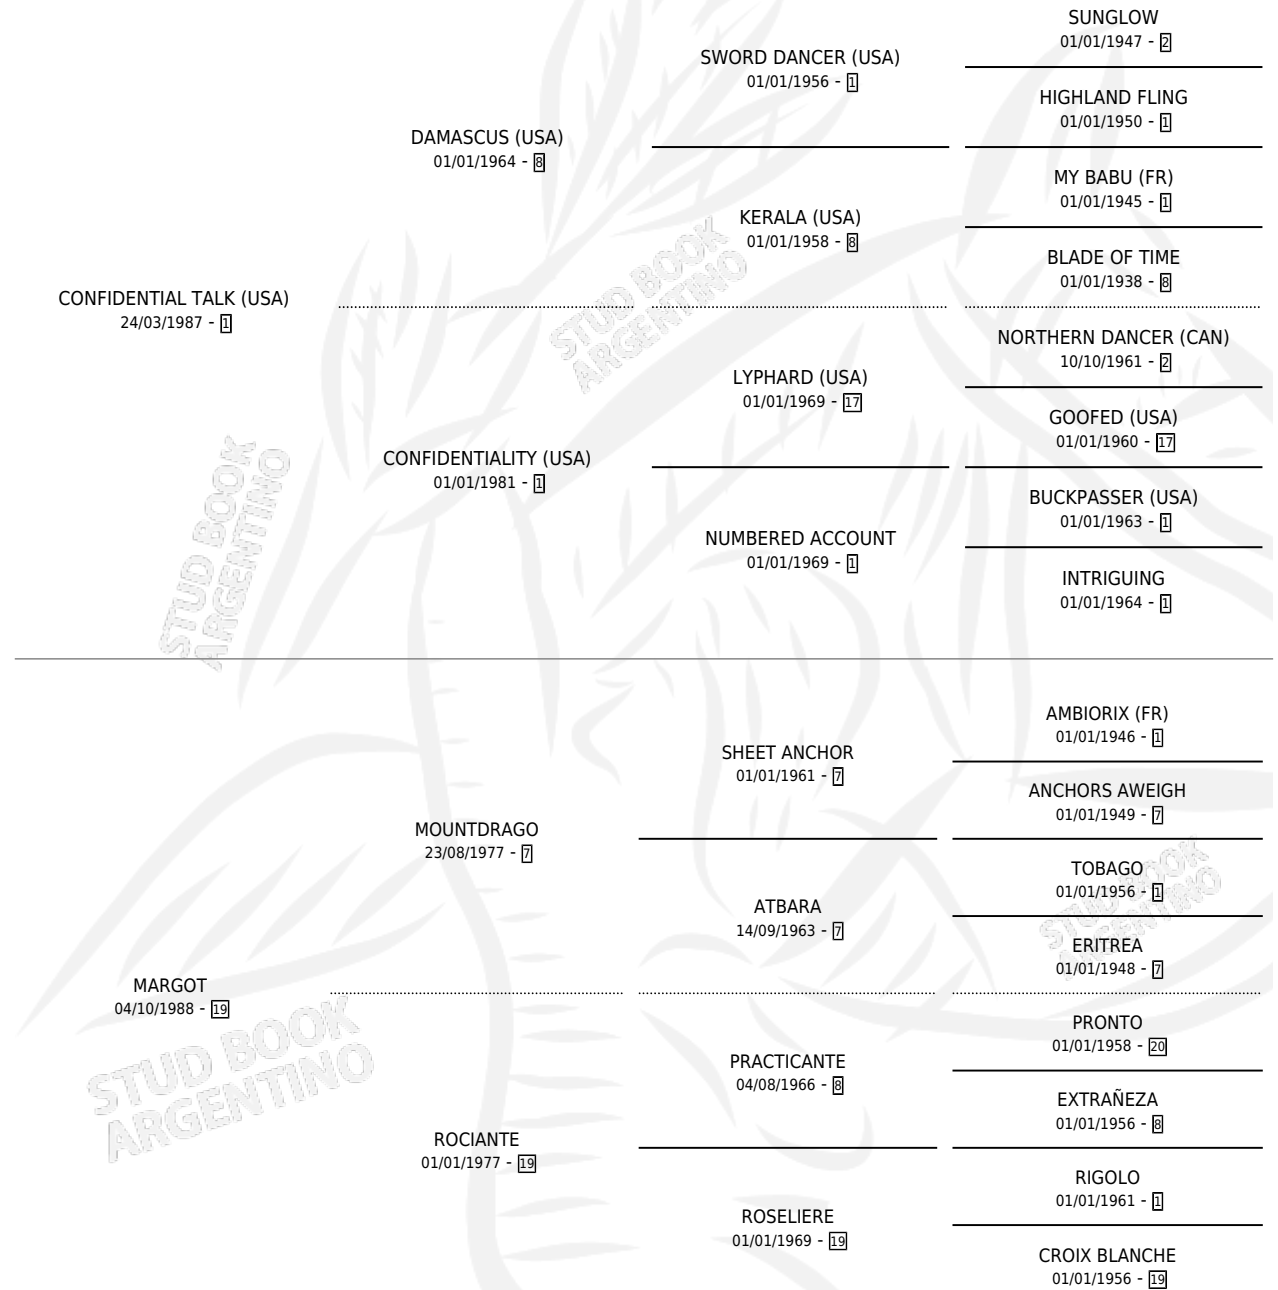 SUNGLOW
01/01/1947 - 2
SWORD DANCER (USA)
01/01/1956 - 1
HIGHLAND FLING
01/01/1950 - 1
DAMASCUS (USA)
01/01/1964 - 8
MY BABU (FR)
01/01/1945 - 1
KERALA (USA)
01/01/1958 - 8
BLADE OF TIME
01/01/1938 - 8
CONFIDENTIAL TALK (USA)
24/03/1987 - 1
NORTHERN DANCER (CAN)
10/10/1961 - 2
LYPHARD (USA)
01/01/1969 - 17
GOOFED (USA)
01/01/1960 - 17
CONFIDENTIALITY (USA)
01/01/1981 - 1
BUCKPASSER (USA)
01/01/1963 - 1
NUMBERED ACCOUNT
01/01/1969 - 1
INTRIGUING
01/01/1964 - 1
STUD BOOK
ARGENTINO
STUD BOOK
ARGENTINO
AMBIORIX (FR)
01/01/1946 - 1
SHEET ANCHOR
01/01/1961 - 7
ANCHORS AWEIGH
01/01/1949 - 7
MOUNTDRAGO
23/08/1977 - 7
TOBAGO
01/01/1956 - 1
ATBARA
14/09/1963 - 7
ERITREA
01/01/1948 - 7
MARGOT
04/10/1988 - 19
PRONTO
01/01/1958 - 20
PRACTICANTE
04/08/1966 - 8
EXTRAÑEZA
01/01/1956 - 8
ROCIANTE
01/01/1977 - 19
RIGOLO
01/01/1961 - 1
ROSELIERE
01/01/1969 - 19
CROIX BLANCHE
01/01/1956 - 19
STUD BOOK
ARGENTINO
STUD BOOK
ARGENTINO